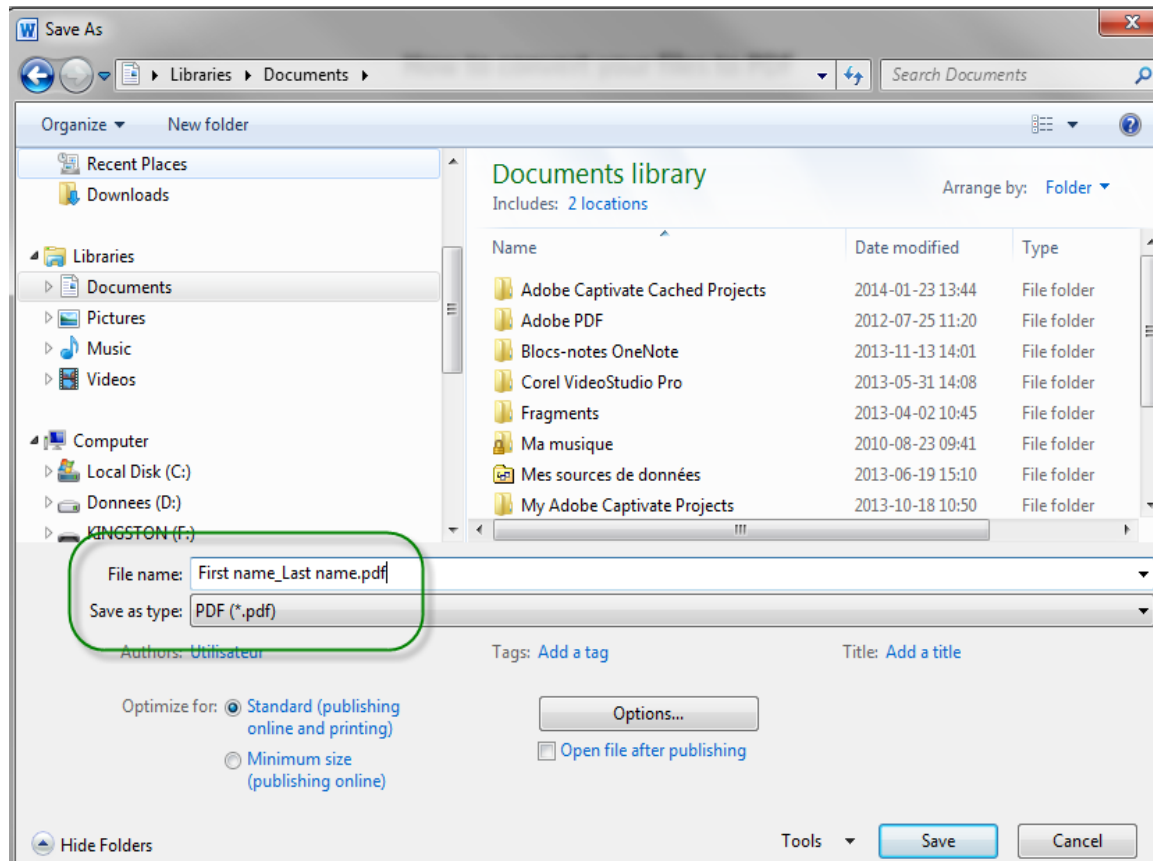 Save As
Libraries Documents
Search Documents
Organize New folder
Recent Places
Downloads
Libraries
Documents
Pictures
Music
Videos
Computer
Local Disk (C:)
Donnees (D:)
KINGSTON (F:)
Documents library
Includes: 2 locations
Arrange by: Folder
Name Date modified Type
Adobe Captivate Cached Projects 2014-01-23 13:44 File folder
Adobe PDF 2012-07-25 11:20 File folder
Blocs-notes OneNote 2013-11-13 14:01 File folder
Corel VideoStudio Pro 2013-05-31 14:08 File folder
Fragments 2013-04-02 10:45 File folder
Ma musique 2010-08-23 09:41 File folder
Mes sources de données 2013-06-19 15:10 File folder
My Adobe Captivate Projects 2013-10-18 10:50 File folder
File name: First name_Last name.pdf
Save as type: PDF (*.pdf)
Authors: Utilisateur Tags: Add a tag Title: Add a title
Optimize for: Standard (publishing
online and printing)
Minimum size
(publishing online)
Options...
Open file after publishing
Hide Folders
Tools Save Cancel